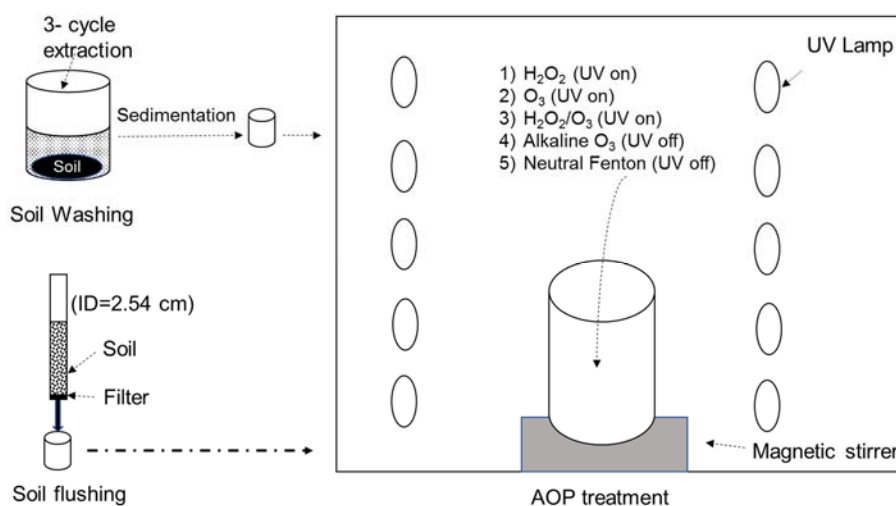 3- cycle
extraction
Sedimentation
Soil
Soil Washing
(ID=2.54 cm)
Soil
Filter
Soil flushing
UV Lamp
1) H₂O₂ (UV on)
2) O₃ (UV on)
3) H₂O₂/O₃ (UV on)
4) Alkaline O₃ (UV off)
5) Neutral Fenton (UV off)
Magnetic stirrer
AOP treatment